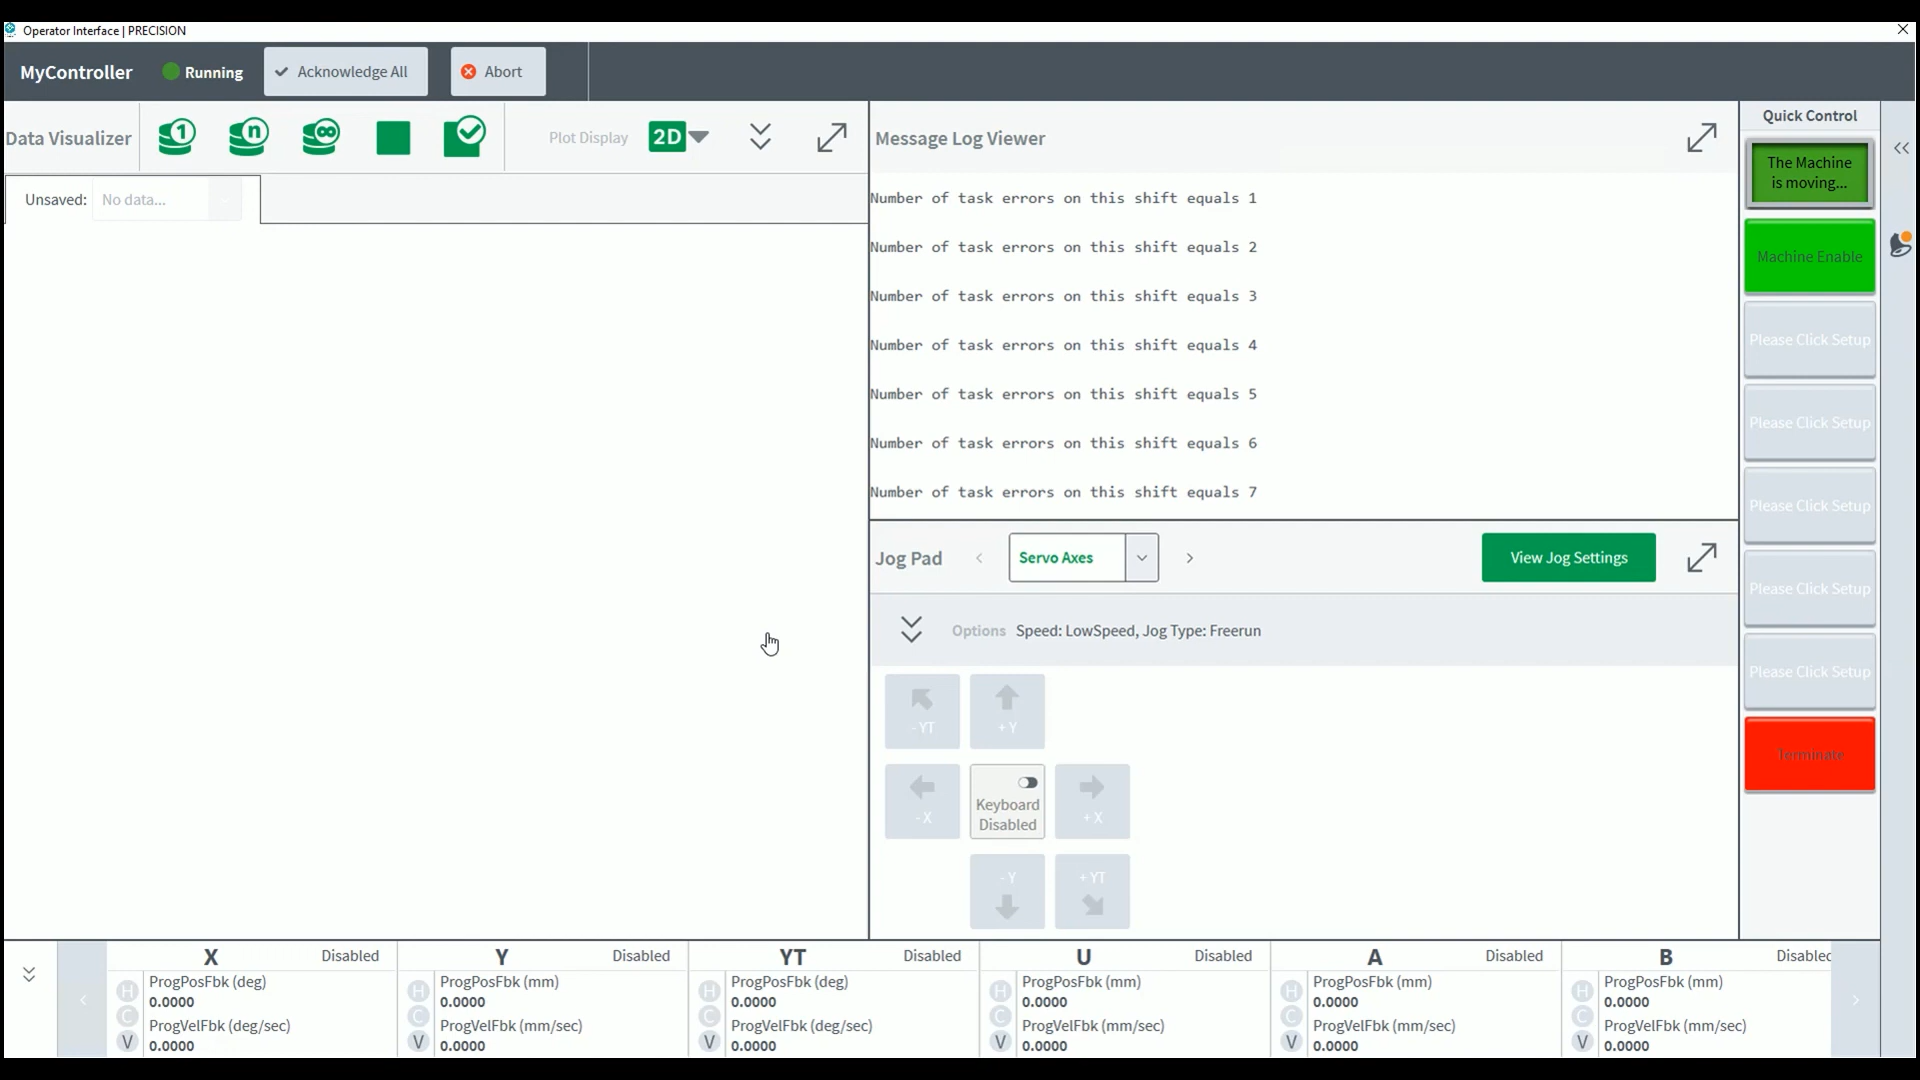 Operator Interface | PRECISION
MyController
Running
Acknowledge All
Abort
Data Visualizer
1
n
∞
Plot Display
2D
Unsaved:
No data...
Message Log Viewer
Number of task errors on this shift equals 1
Number of task errors on this shift equals 2
Number of task errors on this shift equals 3
Number of task errors on this shift equals 4
Number of task errors on this shift equals 5
Number of task errors on this shift equals 6
Number of task errors on this shift equals 7
Jog Pad
Servo Axes
View Jog Settings
Options
Speed: LowSpeed, Jog Type: Freerun
- YT
+ Y
- X
Keyboard
Disabled
+ X
- Y
+ YT
Quick Control
The Machine
is moving...
Machine Enable
Please Click Setup
Please Click Setup
Please Click Setup
Please Click Setup
Please Click Setup
Terminate
X
Disabled
ProgPosFbk (deg)
0.0000
ProgVelFbk (deg/sec)
0.0000
H
C
V
Y
Disabled
ProgPosFbk (mm)
0.0000
ProgVelFbk (mm/sec)
0.0000
H
C
V
YT
Disabled
ProgPosFbk (deg)
0.0000
ProgVelFbk (deg/sec)
0.0000
H
C
V
U
Disabled
ProgPosFbk (mm)
0.0000
ProgVelFbk (mm/sec)
0.0000
H
C
V
A
Disabled
ProgPosFbk (mm)
0.0000
ProgVelFbk (mm/sec)
0.0000
H
C
V
B
Disabled
ProgPosFbk (mm)
0.0000
ProgVelFbk (mm/sec)
0.0000
H
C
V